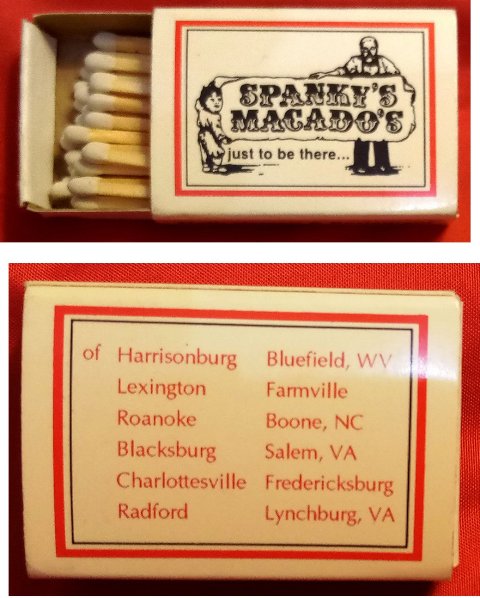 SPANKY'S
MACADO'S
just to be there...
of Harrisonburg Bluefield, WV
Lexington Farmville
Roanoke Boone, NC
Blacksburg Salem, VA
Charlottesville Fredericksburg
Radford Lynchburg, VA